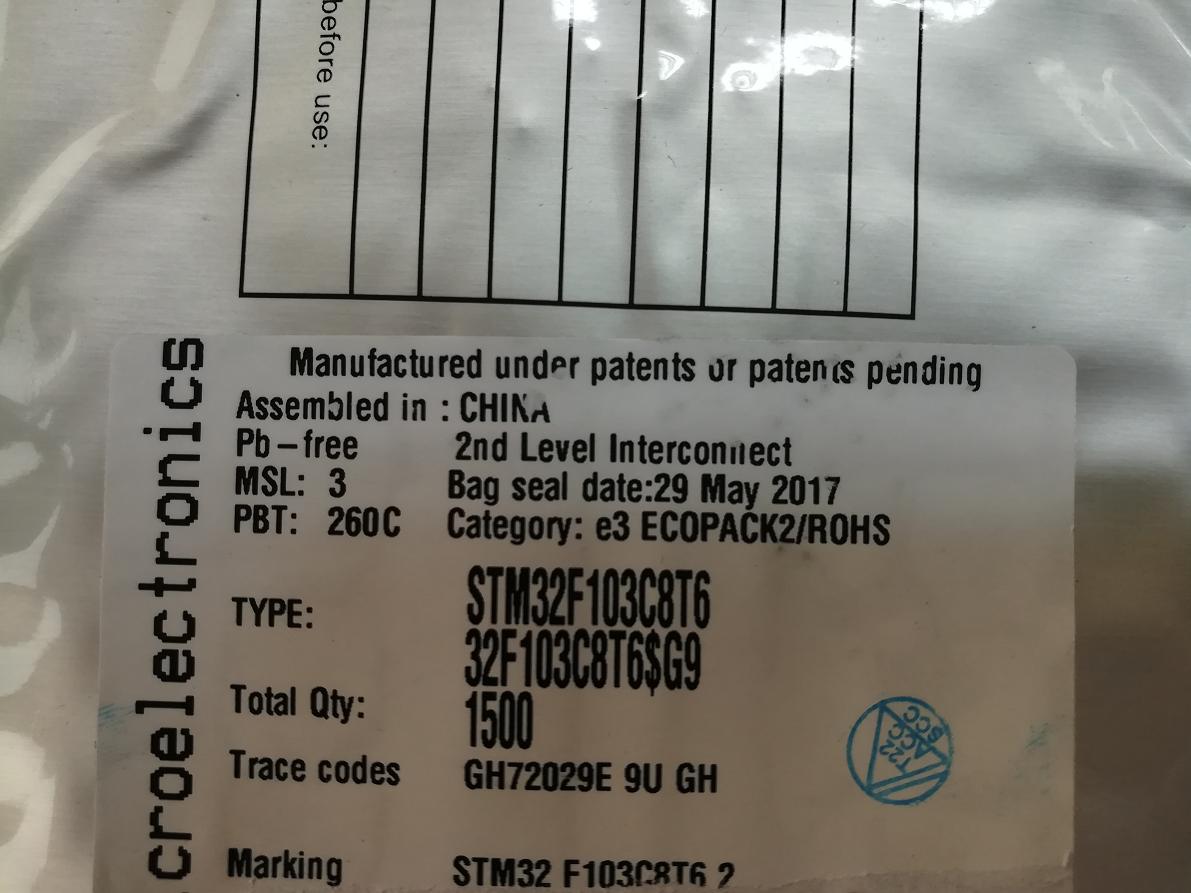 before use:
croelectronics
Manufactured under patents or patents pending
Assembled in : CHINA
Pb-free 2nd Level Interconnect
MSL: 3 Bag seal date:29 May 2017
PBT: 260C Category: e3 ECOPACK2/ROHS
TYPE: STM32F103C8T6
32F103C8T6$G9
Total Qty: 1500
Trace codes GH72029E 9U GH
Marking STM32 F103C8T6 2